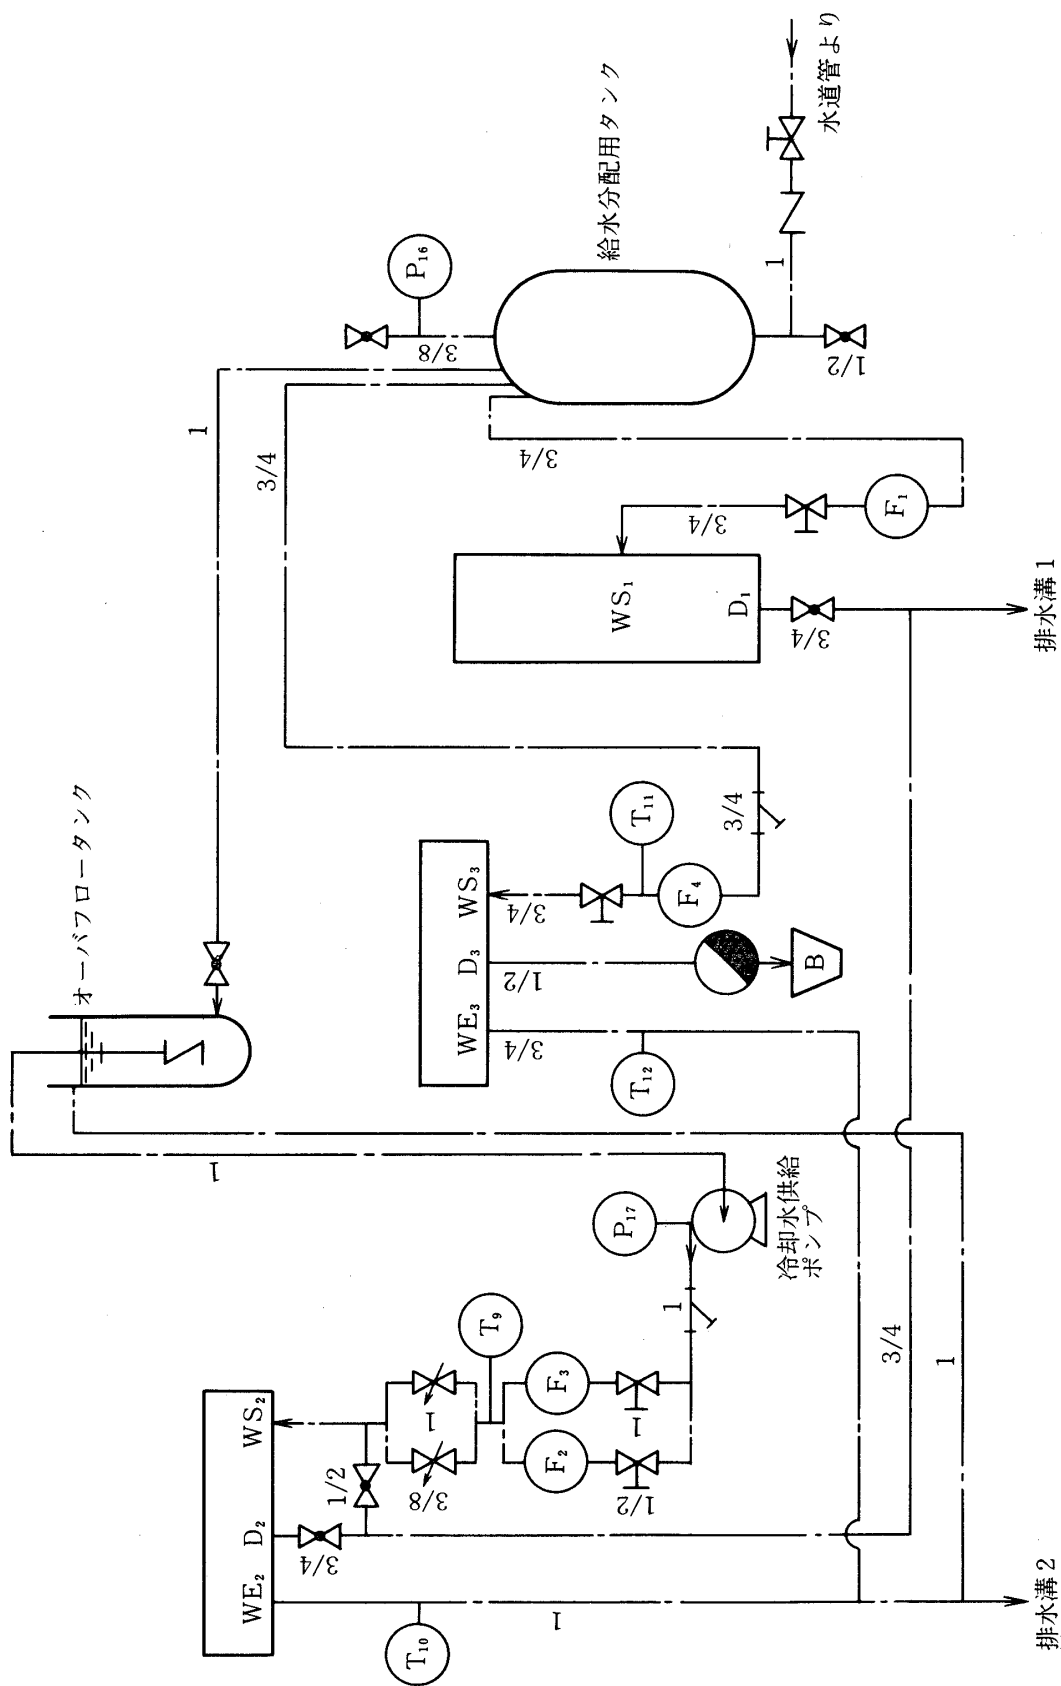 水道管より
給水分配用タンク
P₁₆
3/8
1
1/2
1
3/4
3/4
F₁
3/4
WS₁
D₁
3/4
排水溝1
オーバフロータンク
T₁₁
3/4
F₄
WS₃
3/4
D₃
1/2
B
WE₃
3/4
T₁₂
1
P₁₇
冷却水供給
ポンプ
1
T₉
F₃
1
F₂
1/2
1
3/8
WS₂
1/2
D₂
3/4
WE₂
T₁₀
1
3/4
1
排水溝2